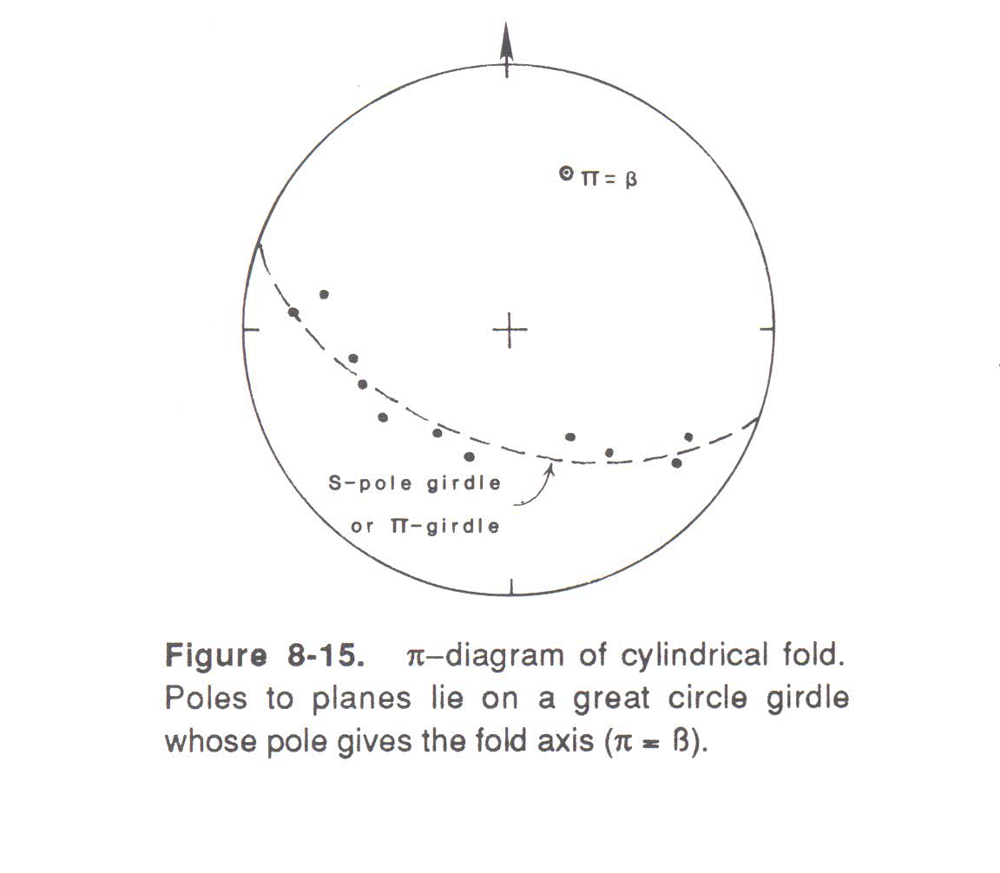 π = β
S-pole girdle
or π-girdle
Figure 8-15. π-diagram of cylindrical fold.
Poles to planes lie on a great circle girdle
whose pole gives the fold axis (π = ß).